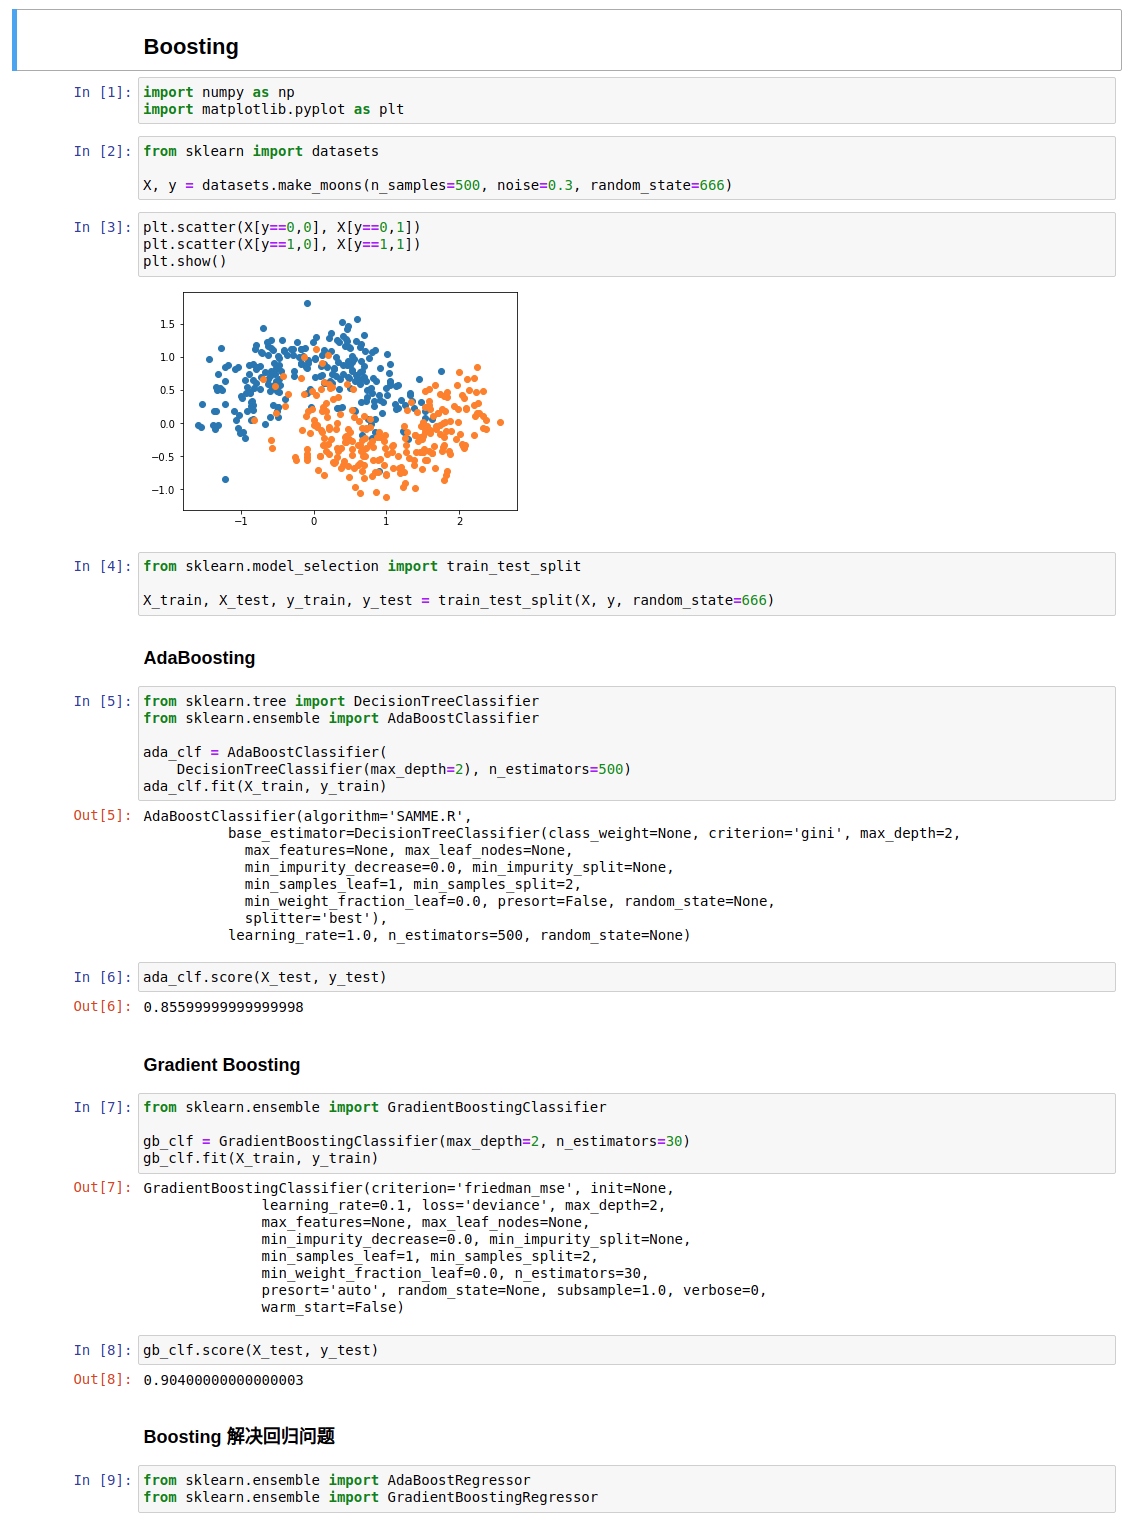 Boosting
In [1]: import numpy as np
import matplotlib.pyplot as plt
In [2]: from sklearn import datasets
X, y = datasets.make_moons(n_samples=500, noise=0.3, random_state=666)
In [3]: plt.scatter(X[y==0,0], X[y==0,1])
plt.scatter(X[y==1,0], X[y==1,1])
plt.show()
1.5
1.0
0.5
0.0
−0.5
−1.0
−1 0 1 2
In [4]: from sklearn.model_selection import train_test_split
X_train, X_test, y_train, y_test = train_test_split(X, y, random_state=666)
AdaBoosting
In [5]: from sklearn.tree import DecisionTreeClassifier
from sklearn.ensemble import AdaBoostClassifier
ada_clf = AdaBoostClassifier(
DecisionTreeClassifier(max_depth=2), n_estimators=500)
ada_clf.fit(X_train, y_train)
Out[5]: AdaBoostClassifier(algorithm='SAMME.R',
base_estimator=DecisionTreeClassifier(class_weight=None, criterion='gini', max_depth=2,
max_features=None, max_leaf_nodes=None,
min_impurity_decrease=0.0, min_impurity_split=None,
min_samples_leaf=1, min_samples_split=2,
min_weight_fraction_leaf=0.0, presort=False, random_state=None,
splitter='best'),
learning_rate=1.0, n_estimators=500, random_state=None)
In [6]: ada_clf.score(X_test, y_test)
Out[6]: 0.85599999999999998
Gradient Boosting
In [7]: from sklearn.ensemble import GradientBoostingClassifier
gb_clf = GradientBoostingClassifier(max_depth=2, n_estimators=30)
gb_clf.fit(X_train, y_train)
Out[7]: GradientBoostingClassifier(criterion='friedman_mse', init=None,
learning_rate=0.1, loss='deviance', max_depth=2,
max_features=None, max_leaf_nodes=None,
min_impurity_decrease=0.0, min_impurity_split=None,
min_samples_leaf=1, min_samples_split=2,
min_weight_fraction_leaf=0.0, n_estimators=30,
presort='auto', random_state=None, subsample=1.0, verbose=0,
warm_start=False)
In [8]: gb_clf.score(X_test, y_test)
Out[8]: 0.90400000000000003
Boosting 解决回归问题
In [9]: from sklearn.ensemble import AdaBoostRegressor
from sklearn.ensemble import GradientBoostingRegressor